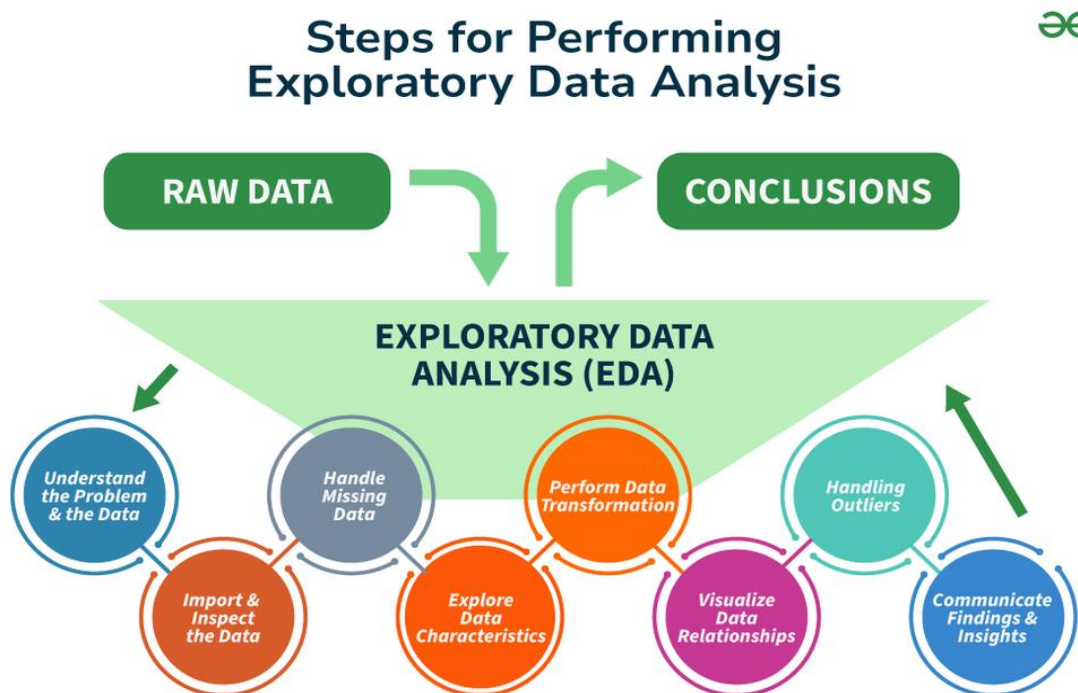 Steps for Performing
Exploratory Data Analysis
RAW DATA
CONCLUSIONS
EXPLORATORY DATA
ANALYSIS (EDA)
Understand
the Problem
& the Data
Import &
Inspect
the Data
Handle
Missing
Data
Explore
Data
Characteristics
Perform Data
Transformation
Visualize
Data
Relationships
Handling
Outliers
Communicate
Findings &
Insights